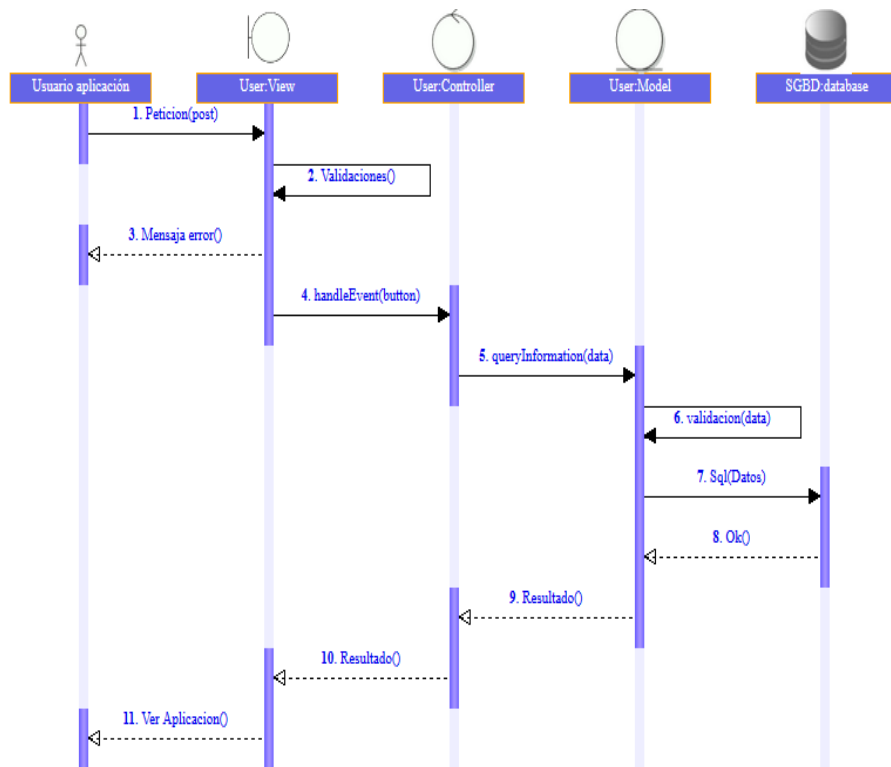 Usuario aplicación
User:View
User:Controller
User:Model
SGBD:database
1. Peticion(post)
2. Validaciones()
3. Mensaja error()
4. handleEvent(button)
5. queryInformation(data)
6. validacion(data)
7. Sql(Datos)
8. Ok()
9. Resultado()
10. Resultado()
11. Ver Aplicacion()